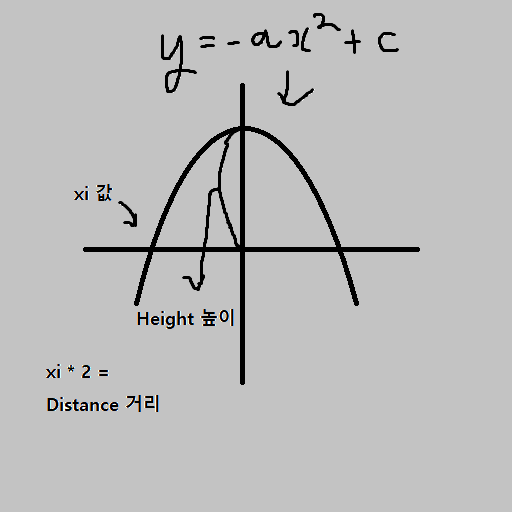 y = -ax² + c
xi 값
Height 높이
xi * 2 =
Distance 거리